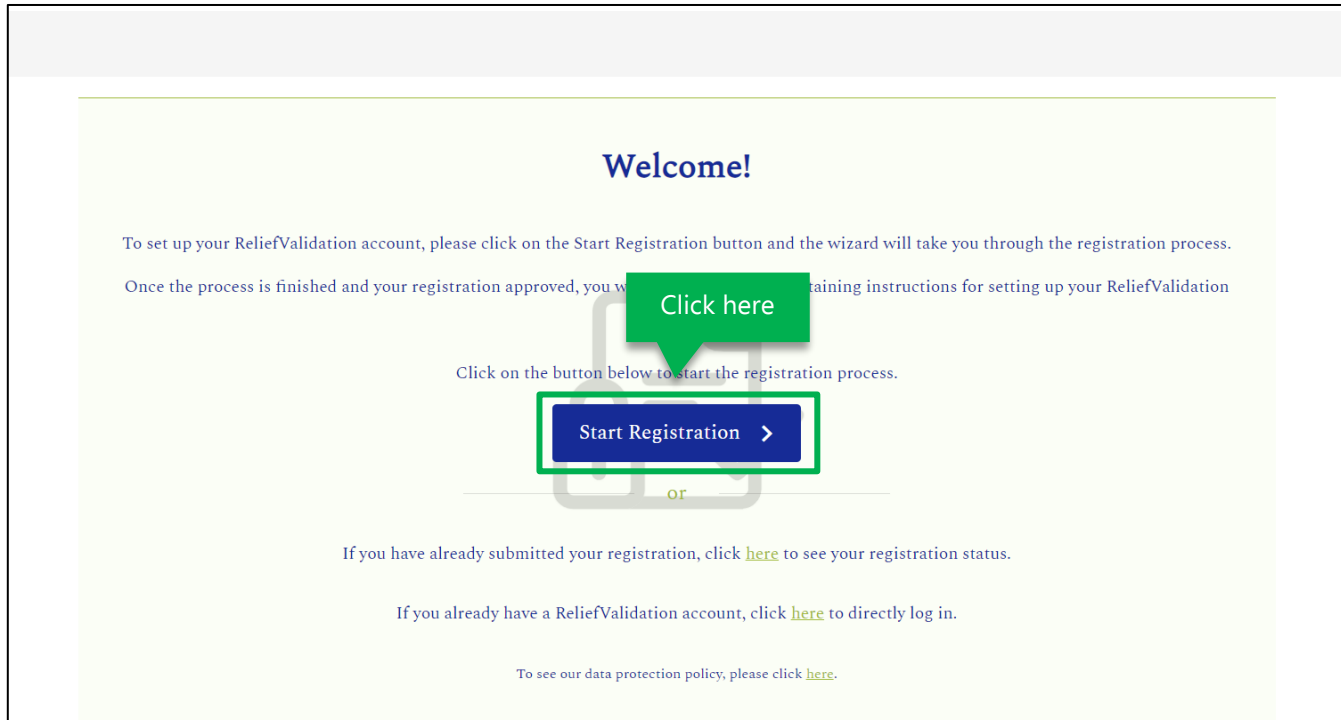 Welcome!
To set up your ReliefValidation account, please click on the Start Registration button and the wizard will take you through the registration process.
Once the process is finished and your registration approved, you w taining instructions for setting up your ReliefValidation
Click here
Click on the button below to start the registration process.
Start Registration
or
If you have already submitted your registration, click here to see your registration status.
If you already have a ReliefValidation account, click here to directly log in.
To see our data protection policy, please click here.